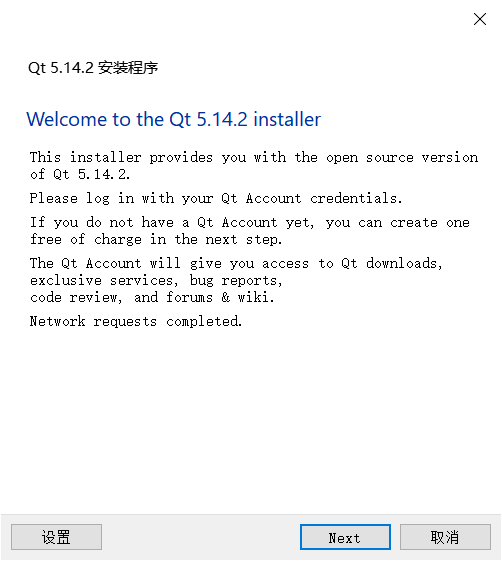 Qt 5.14.2 安装程序
Welcome to the Qt 5.14.2 installer
This installer provides you with the open source version
of Qt 5.14.2.
Please log in with your Qt Account credentials.
If you do not have a Qt Account yet, you can create one
free of charge in the next step.
The Qt Account will give you access to Qt downloads,
exclusive services, bug reports,
code review, and forums & wiki.
Network requests completed.
设置
Next
取消